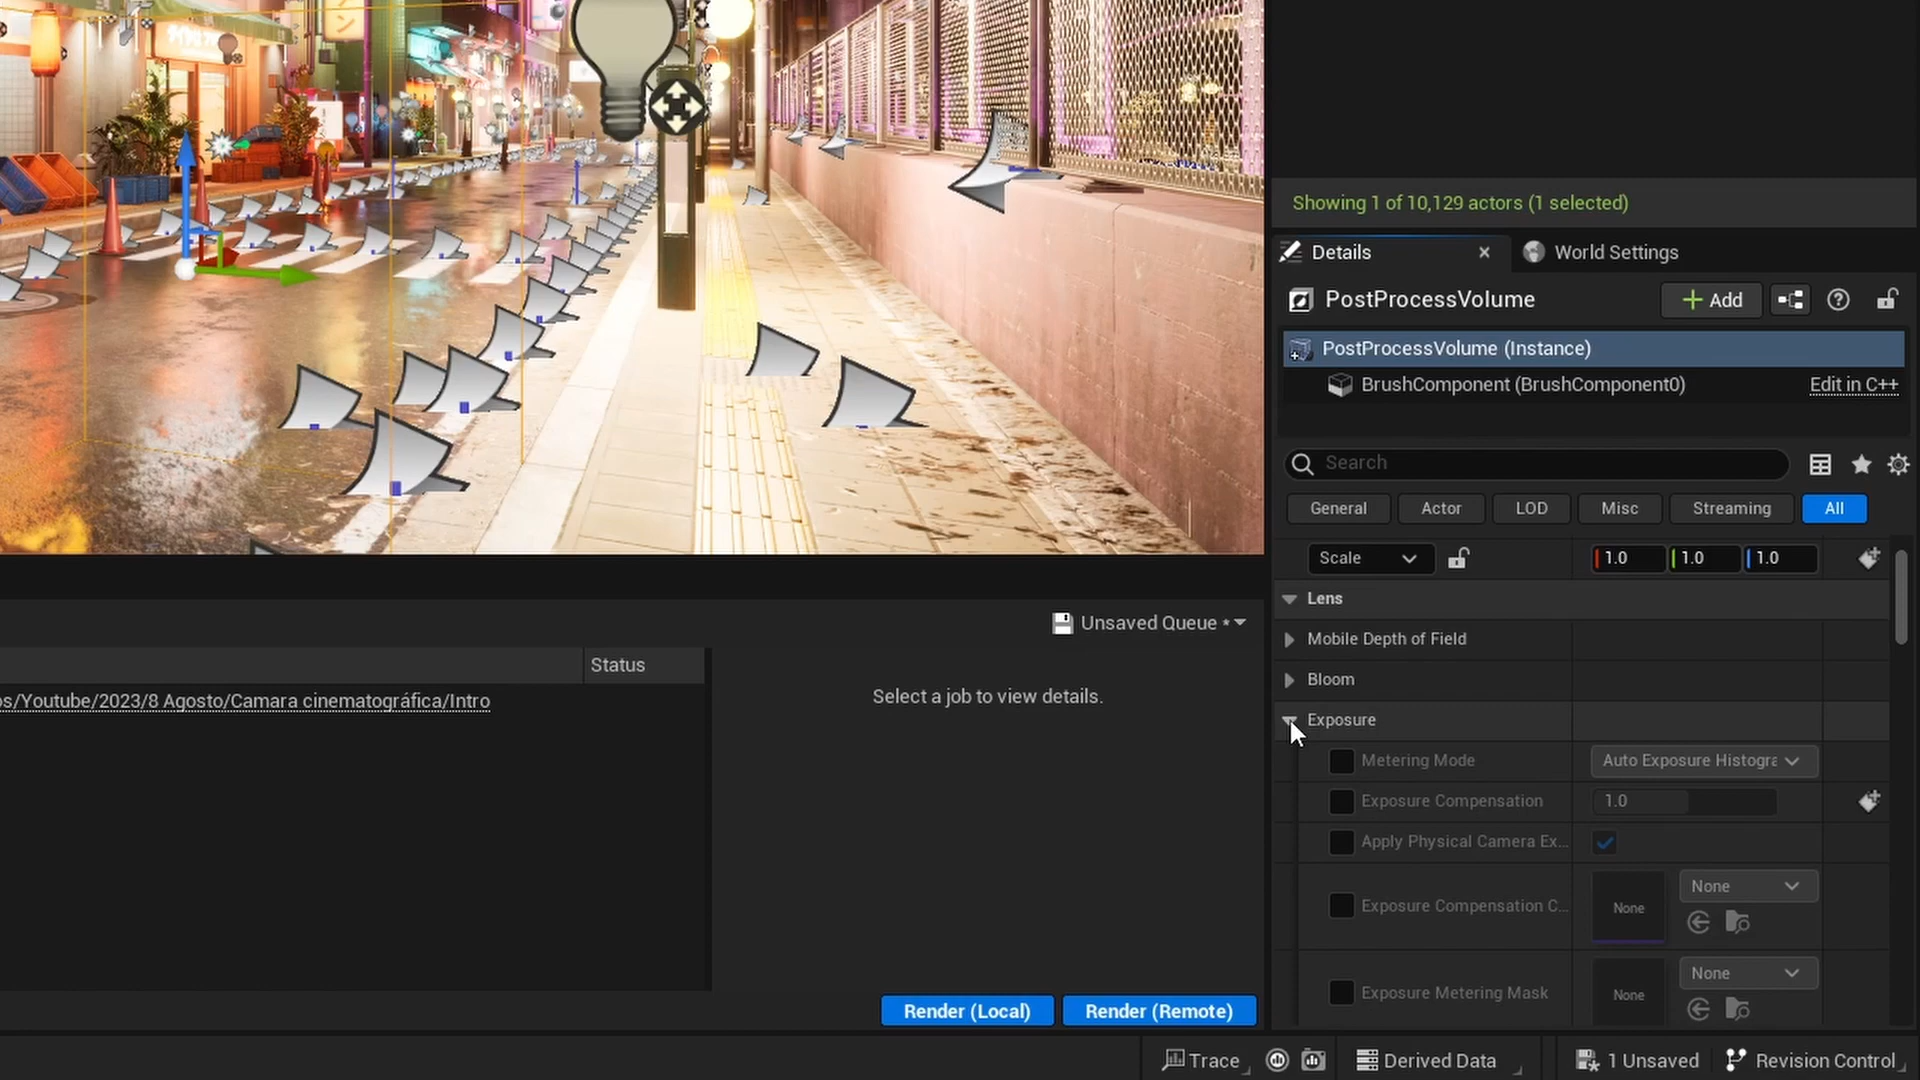 Showing 1 of 10,129 actors (1 selected)
Details
World Settings
PostProcessVolume
Add
PostProcessVolume (Instance)
BrushComponent (BrushComponent0)
Edit in C++
Search
General
Actor
LOD
Misc
Streaming
All
Scale
1.0
1.0
1.0
Lens
Mobile Depth of Field
Bloom
Exposure
Metering Mode
Auto Exposure Histogra
Exposure Compensation
1.0
Apply Physical Camera Ex...
Exposure Compensation C...
None
None
Exposure Metering Mask
None
None
Unsaved Queue *
Status
os/Youtube/2023/8 Agosto/Camara cinematográfica/Intro
Select a job to view details.
Render (Local)
Render (Remote)
Trace
Derived Data
1 Unsaved
Revision Control